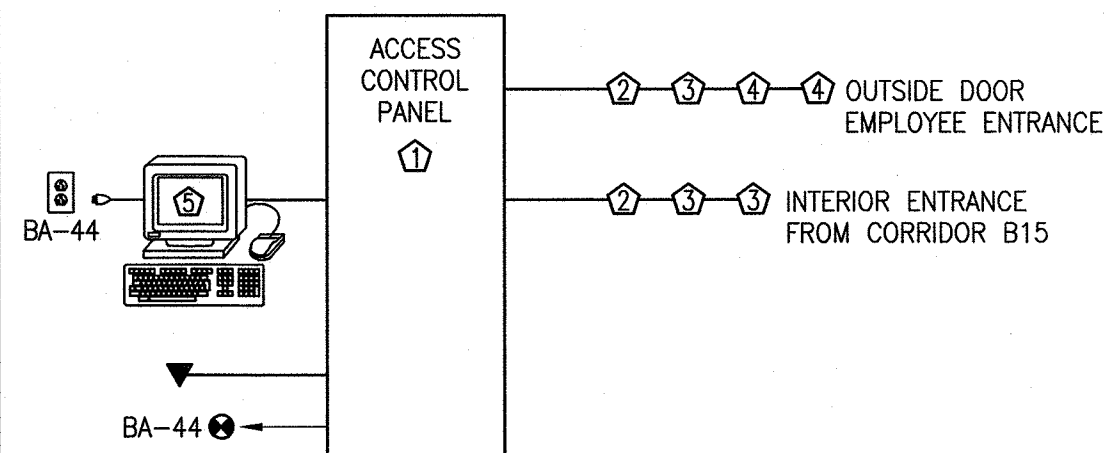 ACCESS
CONTROL
PANEL
1
2 3 4 4 OUTSIDE DOOR
EMPLOYEE ENTRANCE
5
BA-44
2 3 3 INTERIOR ENTRANCE
FROM CORRIDOR B15
BA-44